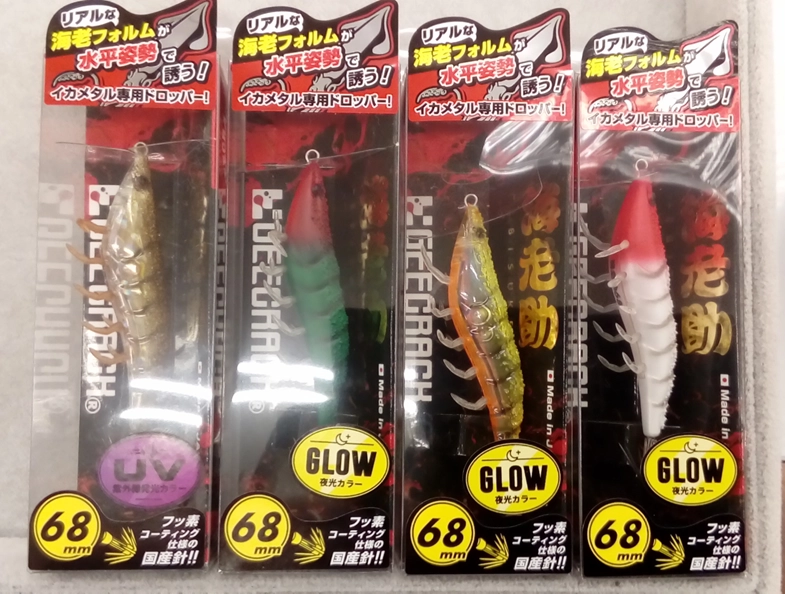 リアルな
海老フォルムが
水平姿勢で
誘う!
イカメタル専用ドロッパー!
GEECRACK®
UV
紫外線発光カラー
68mm
フッ素
コーティング
仕様の
国産針!!
リアルな
海老フォルムが
水平姿勢で
誘う!
イカメタル専用ドロッパー!
GEECRACK®
Made in
GLOW
夜光カラー
68mm
フッ素
コーティング
仕様の
国産針!!
リアルな
海老フォルムが
水平姿勢で
誘う!
イカメタル専用ドロッパー!
GEECRACK
海老助
Made in J
GLOW
夜光カラー
68mm
フッ素
コーティング
仕様の
国産針!!
リアルな
海老フォルムが
水平姿勢で
誘う!
イカメタル専用ドロッパー!
GEECRACK
海老助
Made in
GLOW
夜光カラー
68mm
フッ素
コーティング
仕様の
国産針!!